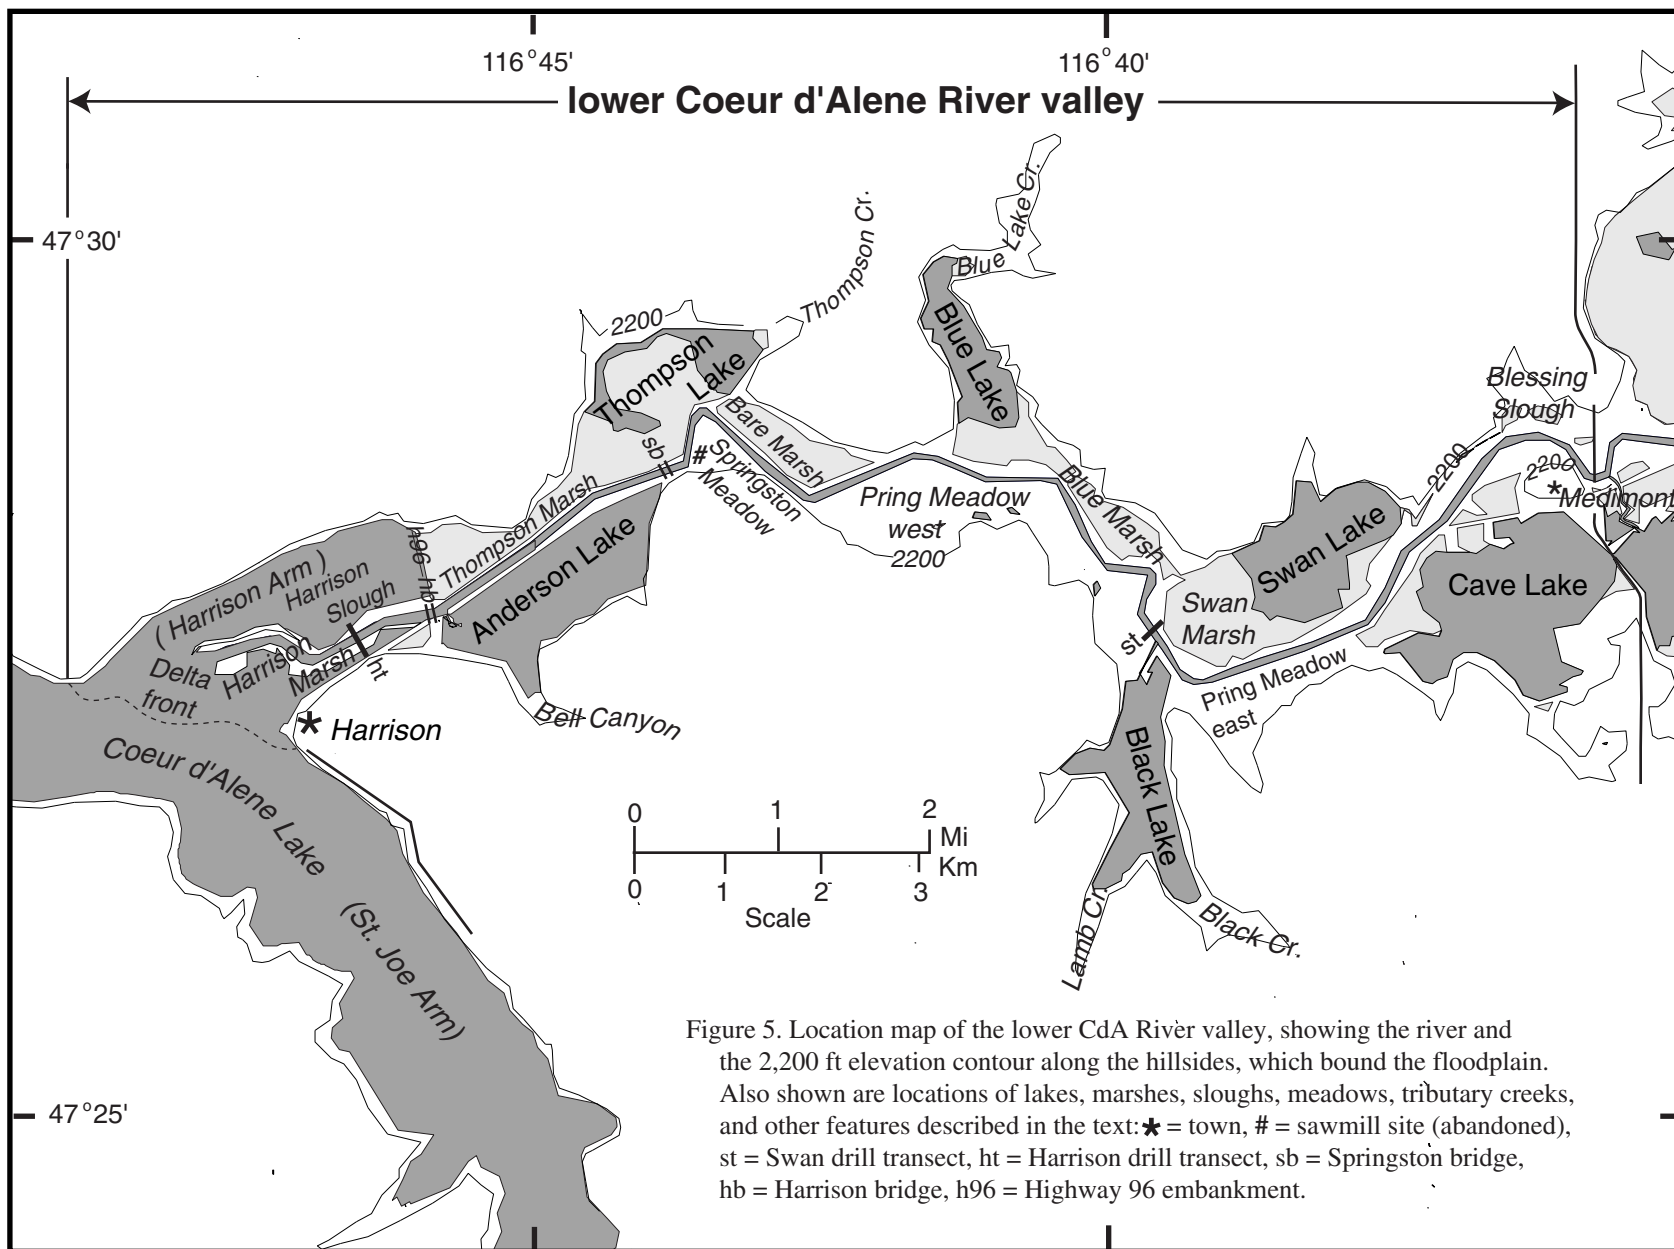 116°45'
116°40'
lower Coeur d'Alene River valley
47°30'
Thompson Cr.
Blue Lake Cr.
2200
Thompson
Lake
Blue Lake
Bare Marsh
sb
#
Springston
Meadow
Pring Meadow
west
2200
Blue Marsh
Blessing
Slough
2200
2200
*
Medimont
Swan Lake
Cave Lake
Swan
Marsh
st
Pring Meadow
east
Thompson Marsh
h96
hb
Anderson Lake
(Harrison Arm)
Harrison
Slough
Harrison
Marsh
ht
Delta
front
* Harrison
Bell Canyon
Coeur d'Alene Lake
(St. Joe Arm)
Black Lake
Lamb Cr.
Black Cr.
0 1 2
Mi
Km
0 1 2 3
Scale
47°25'
Figure 5. Location map of the lower CdA River valley, showing the river and
the 2,200 ft elevation contour along the hillsides, which bound the floodplain.
Also shown are locations of lakes, marshes, sloughs, meadows, tributary creeks,
and other features described in the text: * = town, # = sawmill site (abandoned),
st = Swan drill transect, ht = Harrison drill transect, sb = Springston bridge,
hb = Harrison bridge, h96 = Highway 96 embankment.